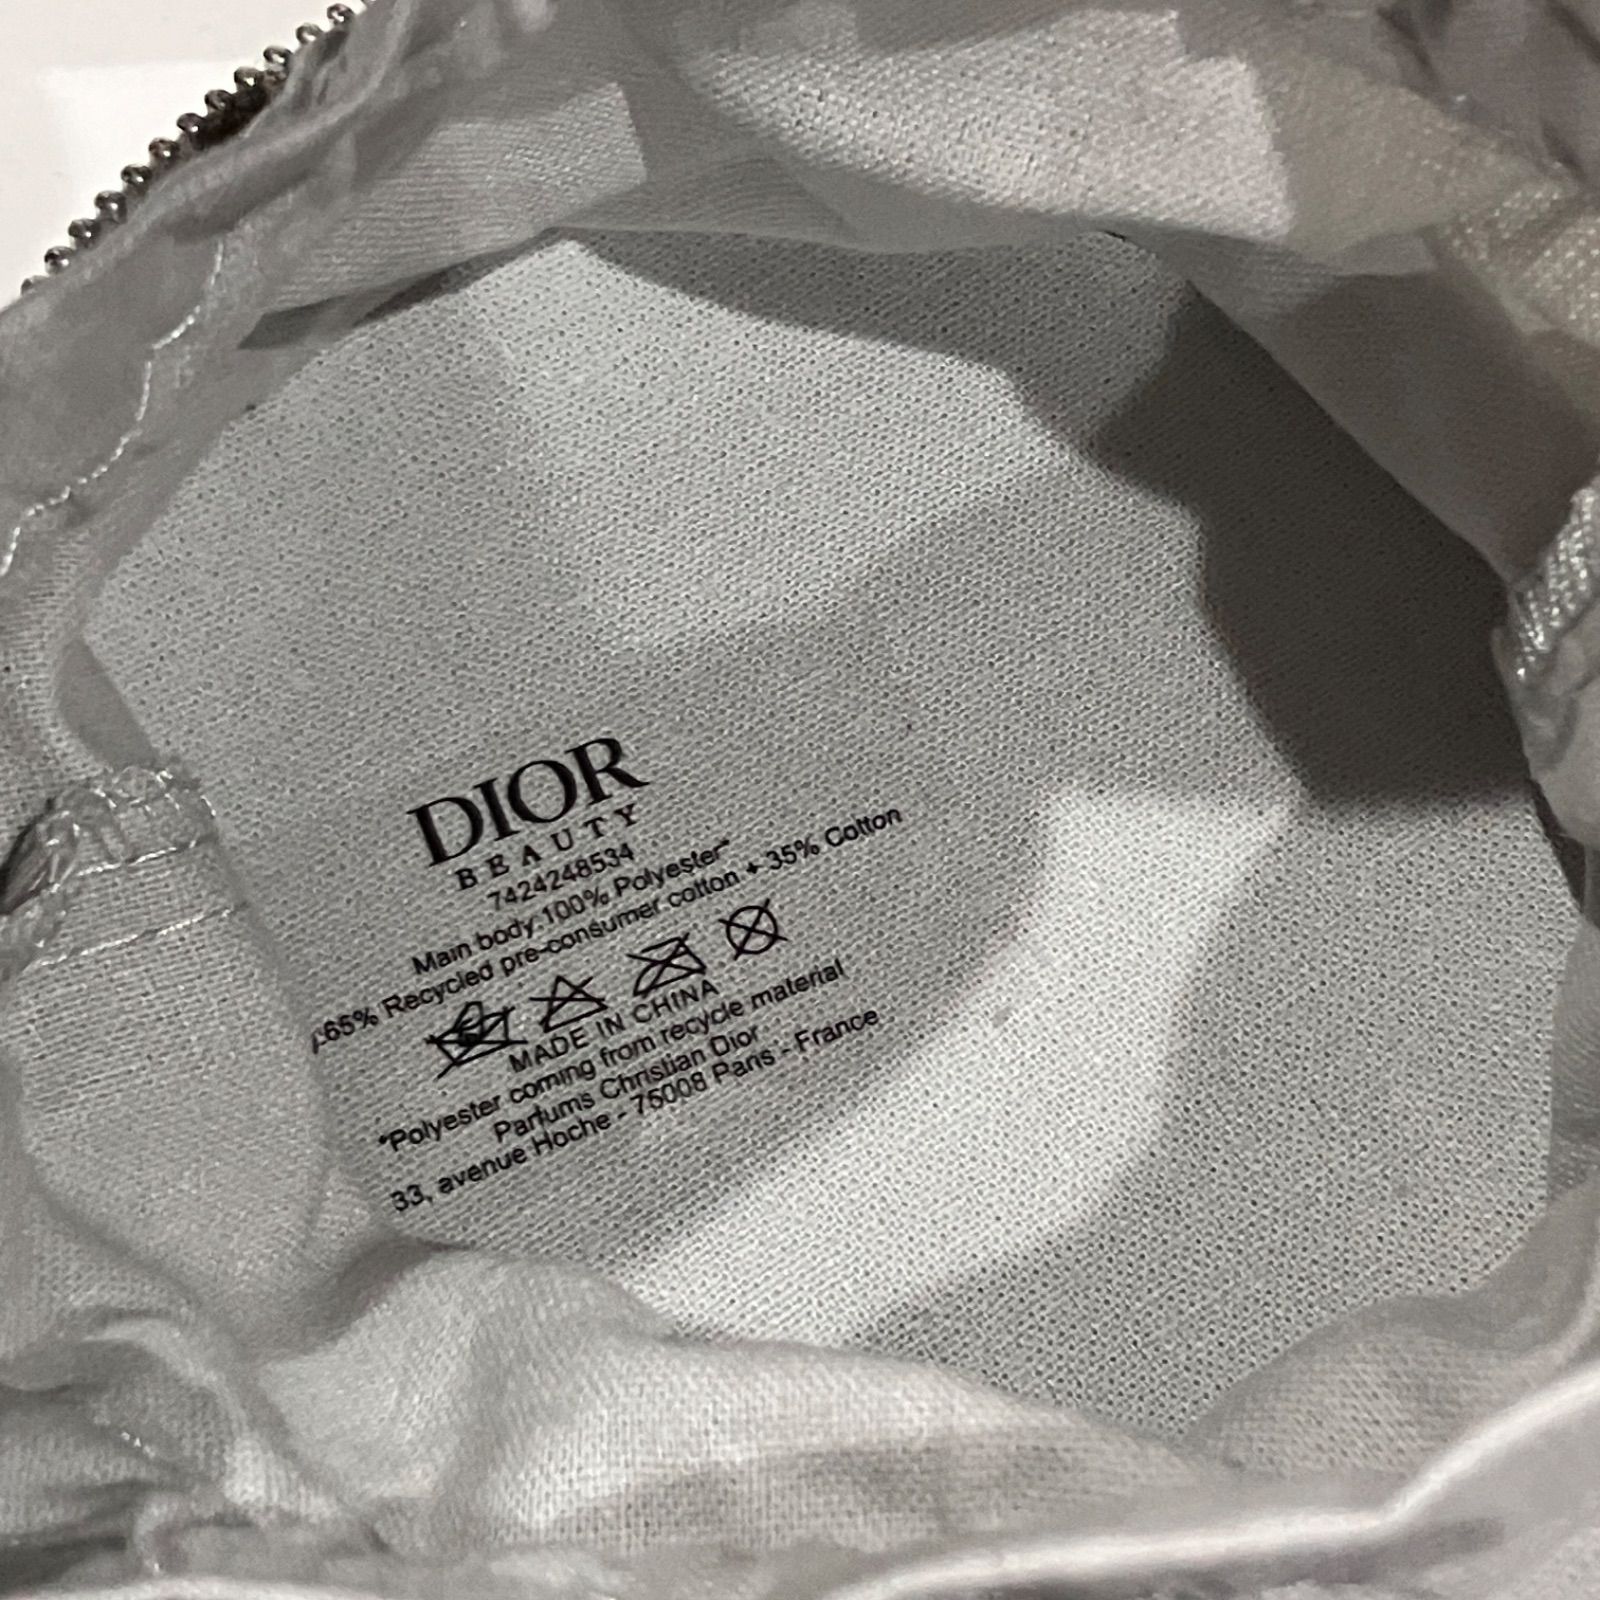 DIOR
BEAUTY
7424248534
Main body 100% Polyester*
65% Recycled pre-consumer cotton + 35% Cotton
MADE IN CHINA
*Polyester coming from recycle material
Parfums Christian Dior
33, avenue Hoche - 75008 Paris - France